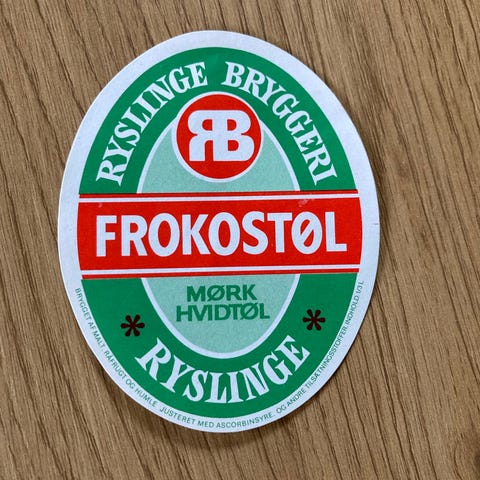 RYSLINGE BRYGGERI
RB
FROKOSTØL
MØRK
HVIDTØL
* *
RYSLINGE
BRYGGET AF MALT, RÅFRUGT OG HUMLE. JUSTERET MED ASCORBINSYRE. OG ANDRE TILSÆTNINGSSTOFFER. INDHOLD 1/3 L